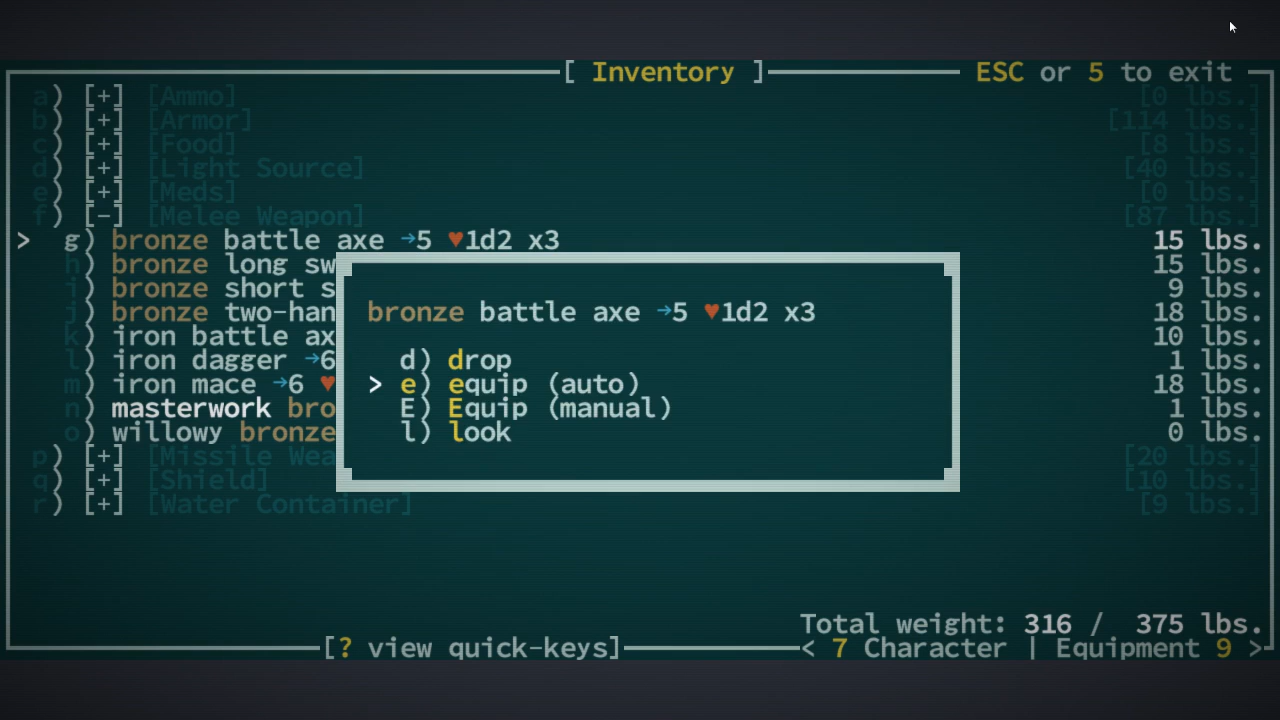 [ Inventory ] ESC or 5 to exit
a) [+] [Ammo] [0 lbs.]
b) [+] [Armor] [114 lbs.]
c) [+] [Food] [8 lbs.]
d) [+] [Light Source] [40 lbs.]
e) [+] [Meds] [0 lbs.]
f) [−] [Melee Weapon] [87 lbs.]
> g) bronze battle axe →5 ♥1d2 x3 15 lbs.
h) bronze long sw 15 lbs.
i) bronze short s 9 lbs.
j) bronze two-han 18 lbs.
k) iron battle ax 10 lbs.
l) iron dagger →6 1 lbs.
m) iron mace →6 ♥ 18 lbs.
n) masterwork bro 1 lbs.
o) willowy bronze 0 lbs.
p) [+] [Missile Wea [20 lbs.]
q) [+] [Shield] [10 lbs.]
r) [+] [Water Container] [9 lbs.]
bronze battle axe →5 ♥1d2 x3
d) drop
> e) equip (auto)
E) Equip (manual)
l) look
Total weight: 316 / 375 lbs.
[? view quick-keys] < 7 Character | Equipment 9 >